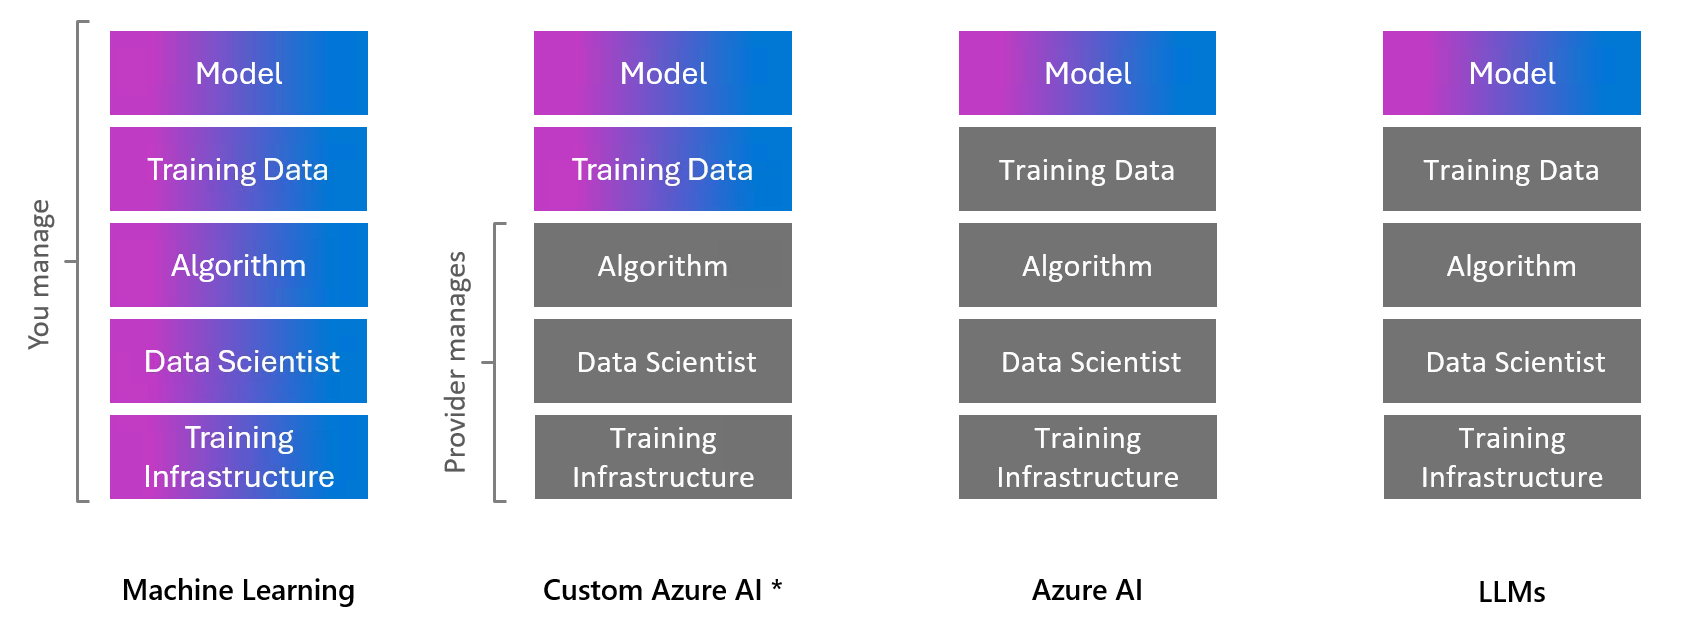 You manage
Model
Training Data
Algorithm
Data Scientist
Training
Infrastructure
Machine Learning
Provider manages
Model
Training Data
Algorithm
Data Scientist
Training
Infrastructure
Custom Azure AI *
Model
Training Data
Algorithm
Data Scientist
Training
Infrastructure
Azure AI
Model
Training Data
Algorithm
Data Scientist
Training
Infrastructure
LLMs